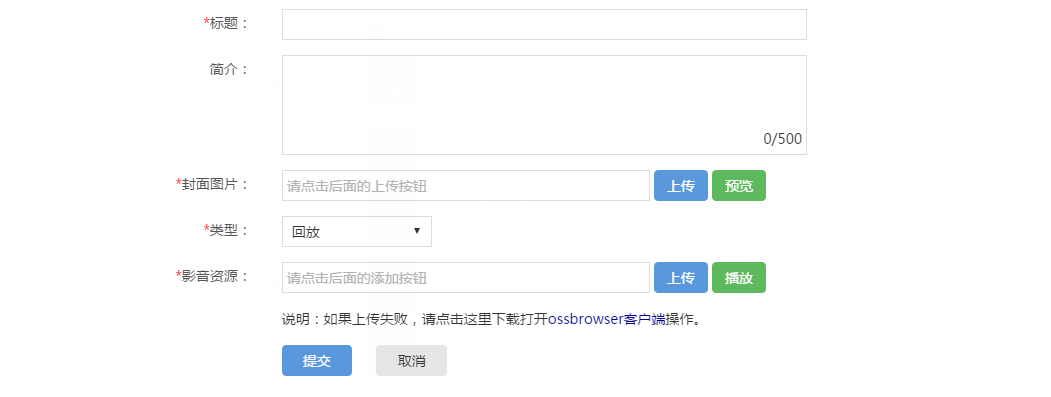 *标题：
简介：
0/500
*封面图片： 请点击后面的上传按钮 上传 预览
*类型： 回放 ▼
*影音资源： 请点击后面的添加按钮 上传 播放
说明：如果上传失败，请点击这里下载打开ossbrowser客户端操作。
提交 取消